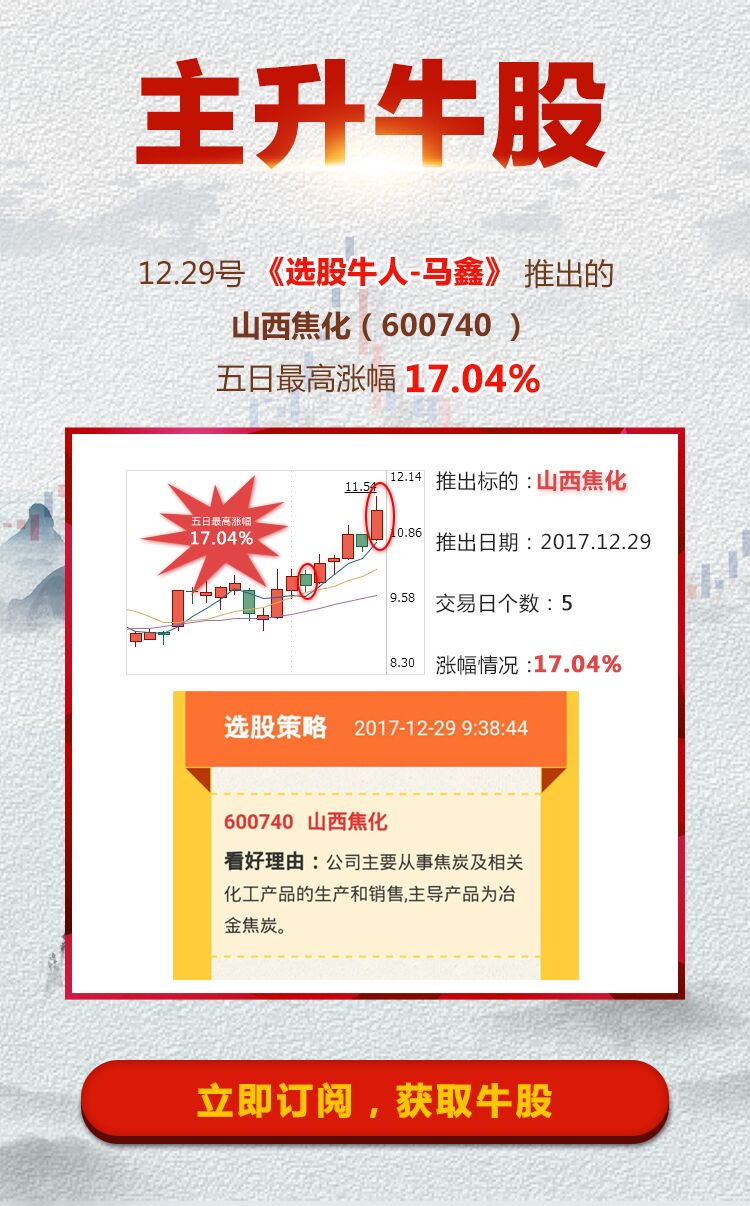 主升牛股
12.29号 《选股牛人-马鑫》 推出的
山西焦化(600740 )
五日最高涨幅 17.04%
11.54
12.14
10.86
9.58
8.30
五日最高涨幅
17.04%
推出标的:山西焦化
推出日期:2017.12.29
交易日个数:5
涨幅情况:17.04%
选股策略 2017-12-29 9:38:44
600740 山西焦化
看好理由:公司主要从事焦炭及相关
化工产品的生产和销售,主导产品为冶
金焦炭。
立即订阅,获取牛股